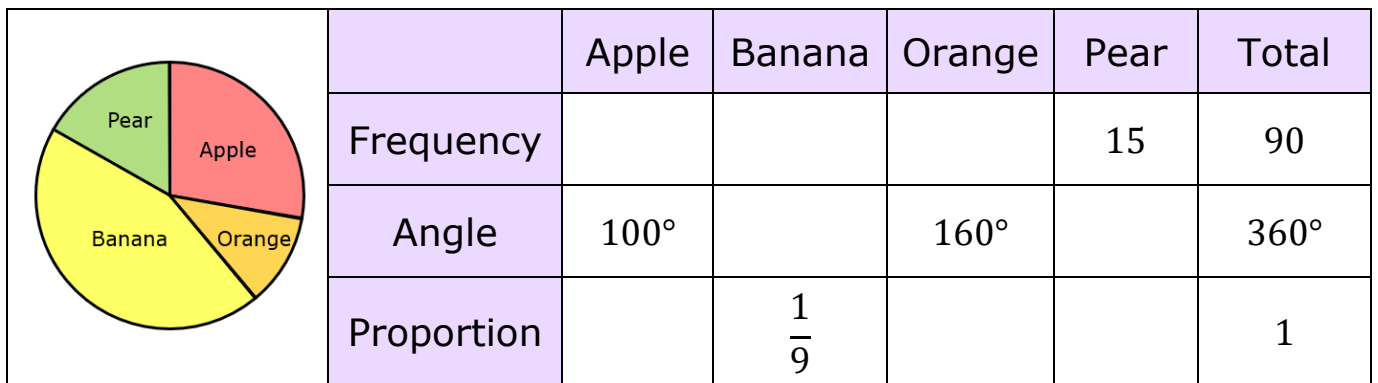 Pear
Apple
Banana
Orange
Apple Banana Orange Pear Total
Frequency 15 90
Angle 100° 160° 360°
Proportion 1/9 1